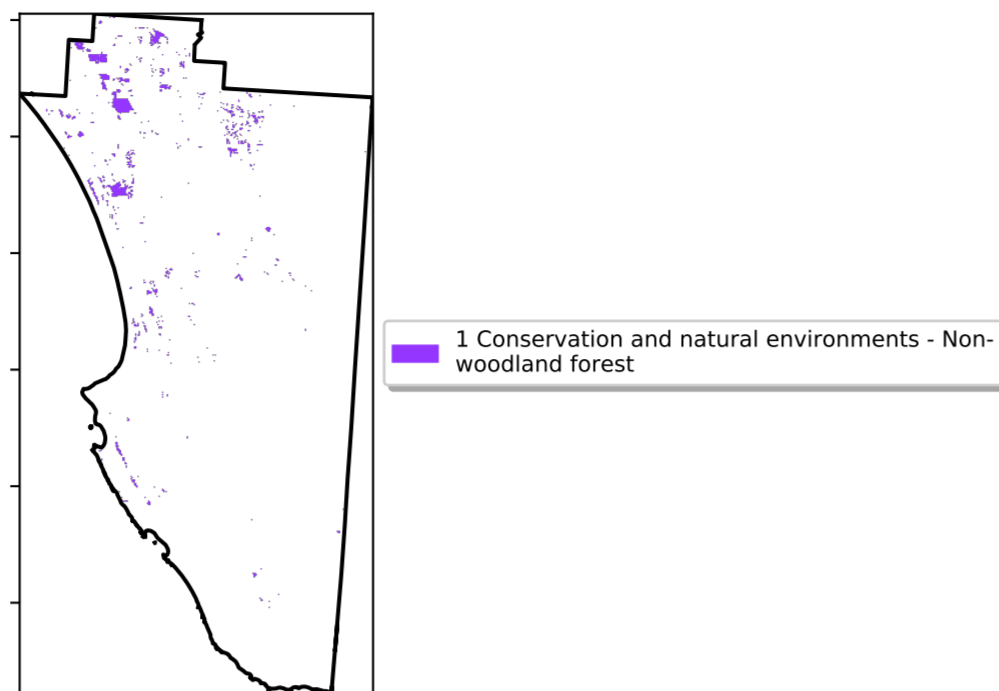 1 Conservation and natural environments - Non-
woodland forest